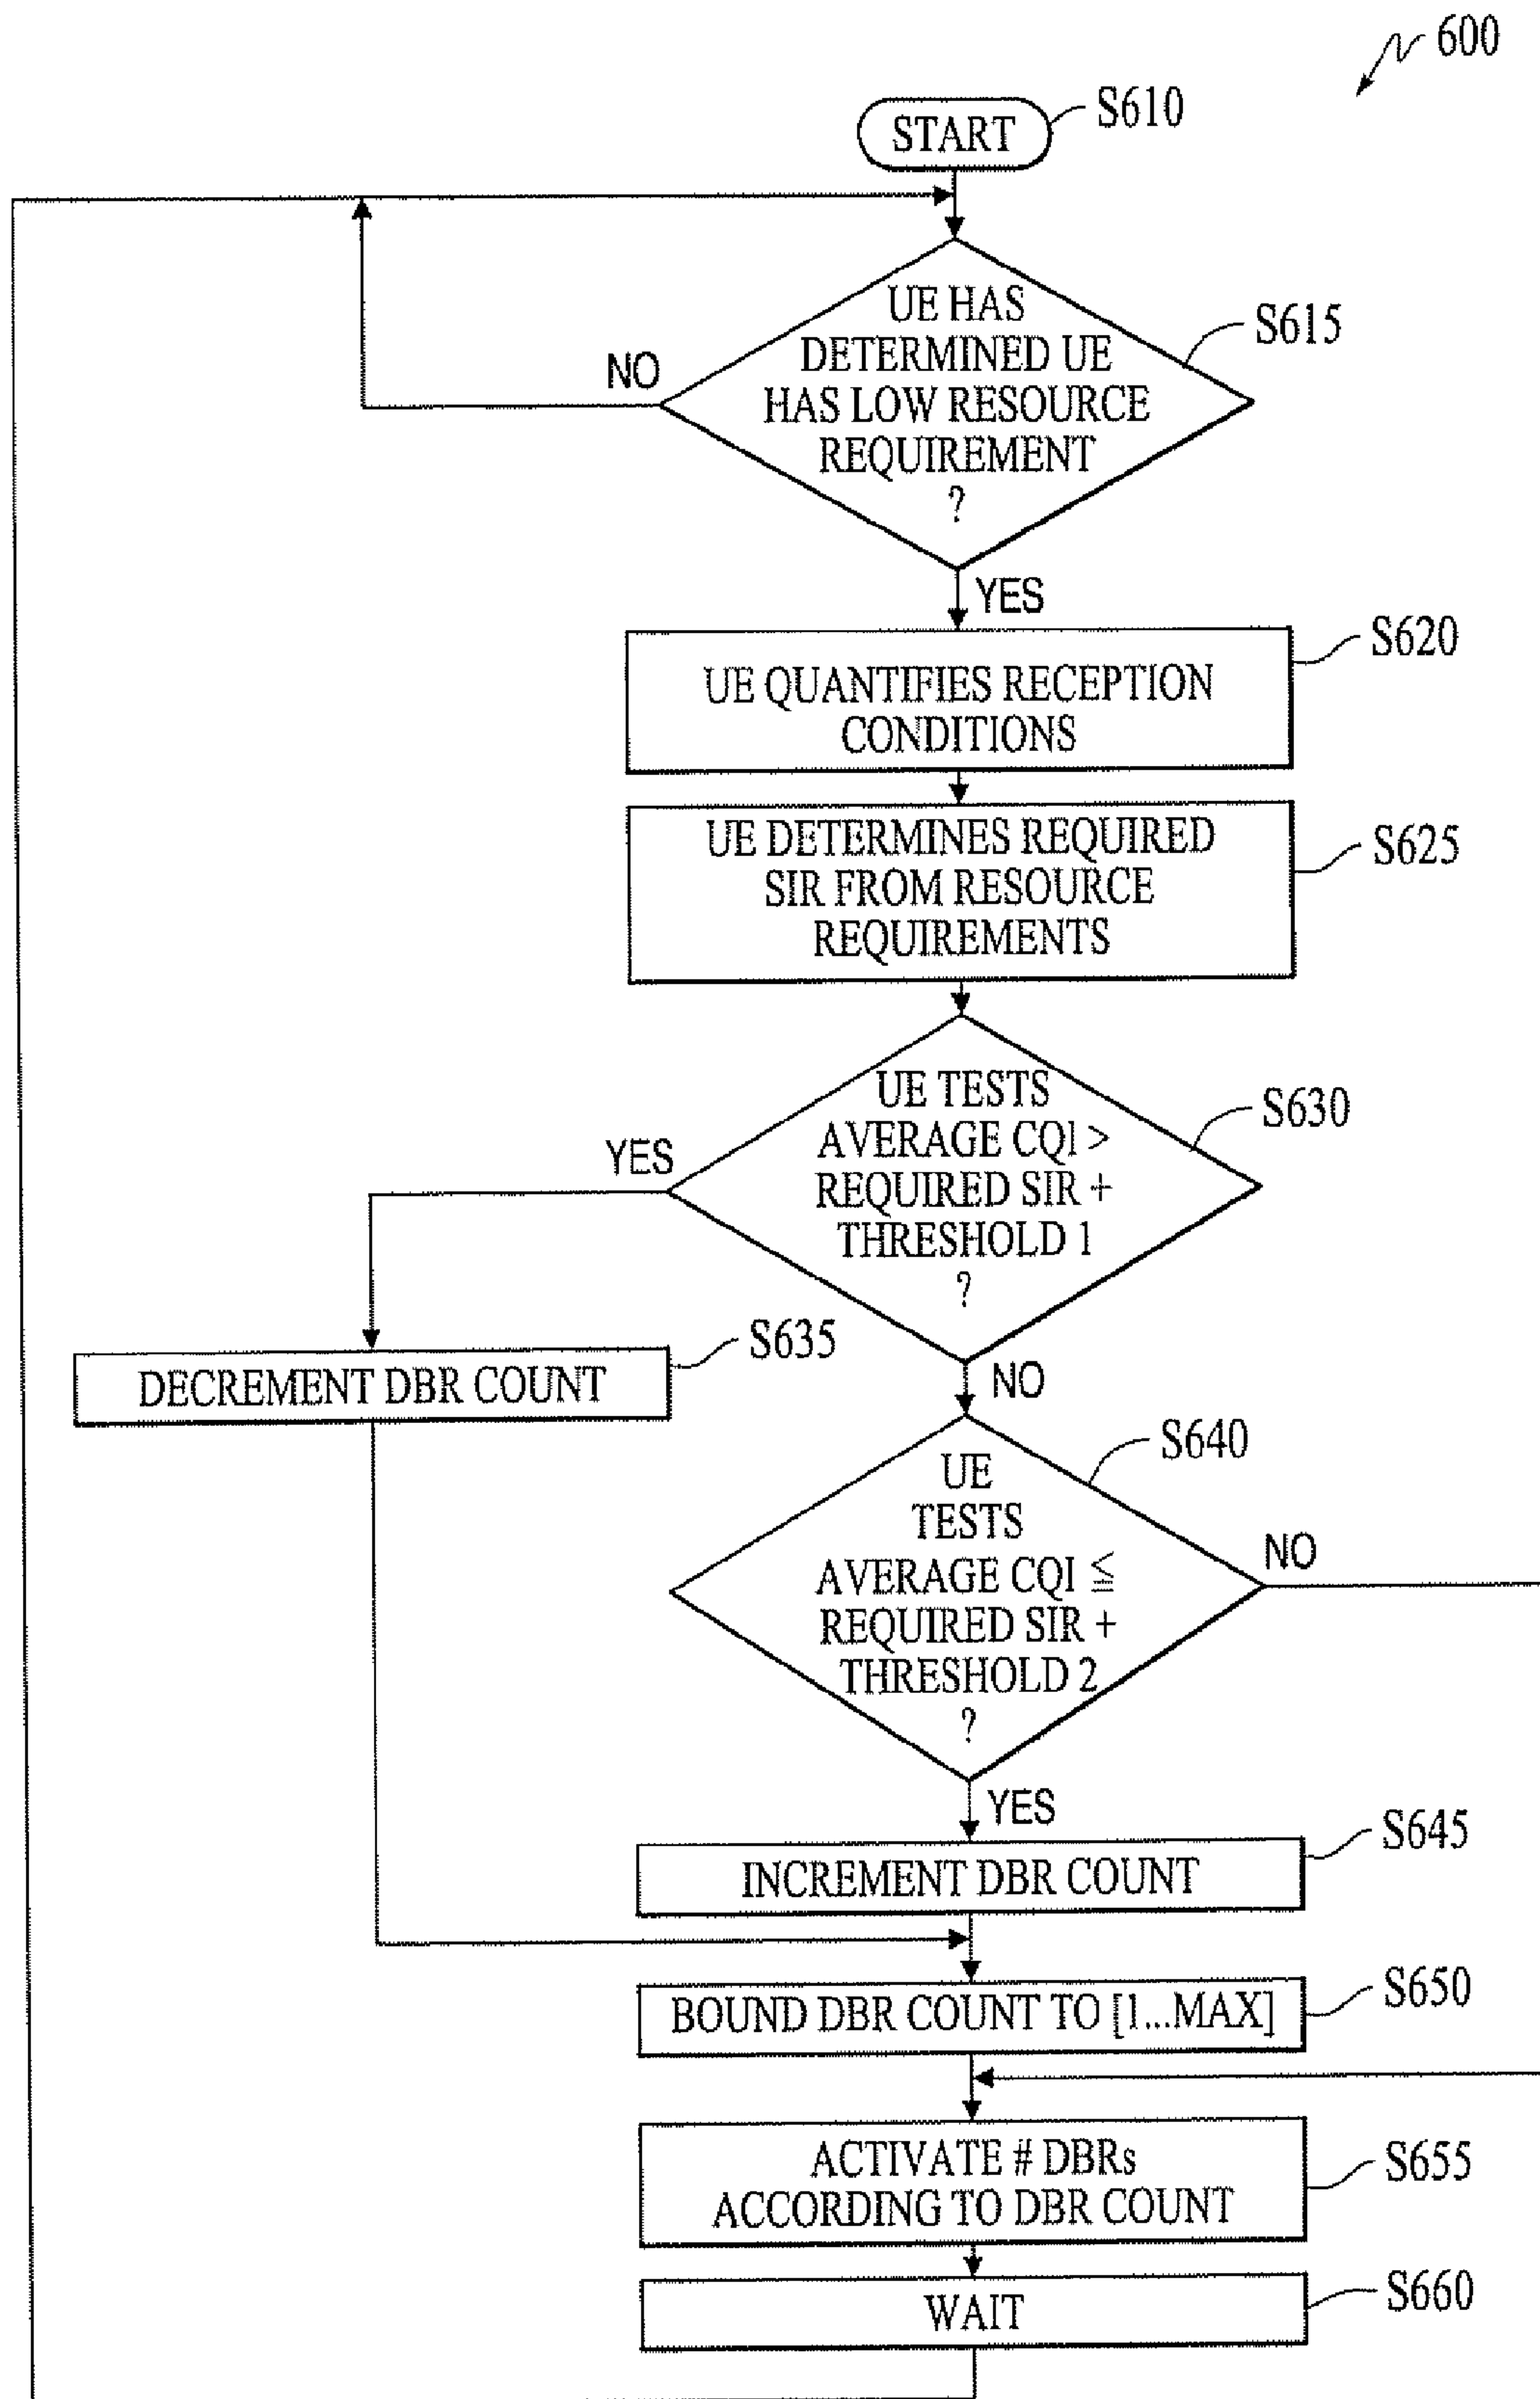 600
START
S610
UE HAS
DETERMINED UE
HAS LOW RESOURCE
REQUIREMENT
?
S615
NO
YES
UE QUANTIFIES RECEPTION
CONDITIONS
S620
UE DETERMINES REQUIRED
SIR FROM RESOURCE
REQUIREMENTS
S625
UE TESTS
AVERAGE CQI >
REQUIRED SIR +
THRESHOLD 1
?
S630
YES
NO
DECREMENT DBR COUNT
S635
UE
TESTS
AVERAGE CQI ≦
REQUIRED SIR +
THRESHOLD 2
?
S640
NO
YES
INCREMENT DBR COUNT
S645
BOUND DBR COUNT TO [1...MAX]
S650
ACTIVATE # DBRs
ACCORDING TO DBR COUNT
S655
WAIT
S660